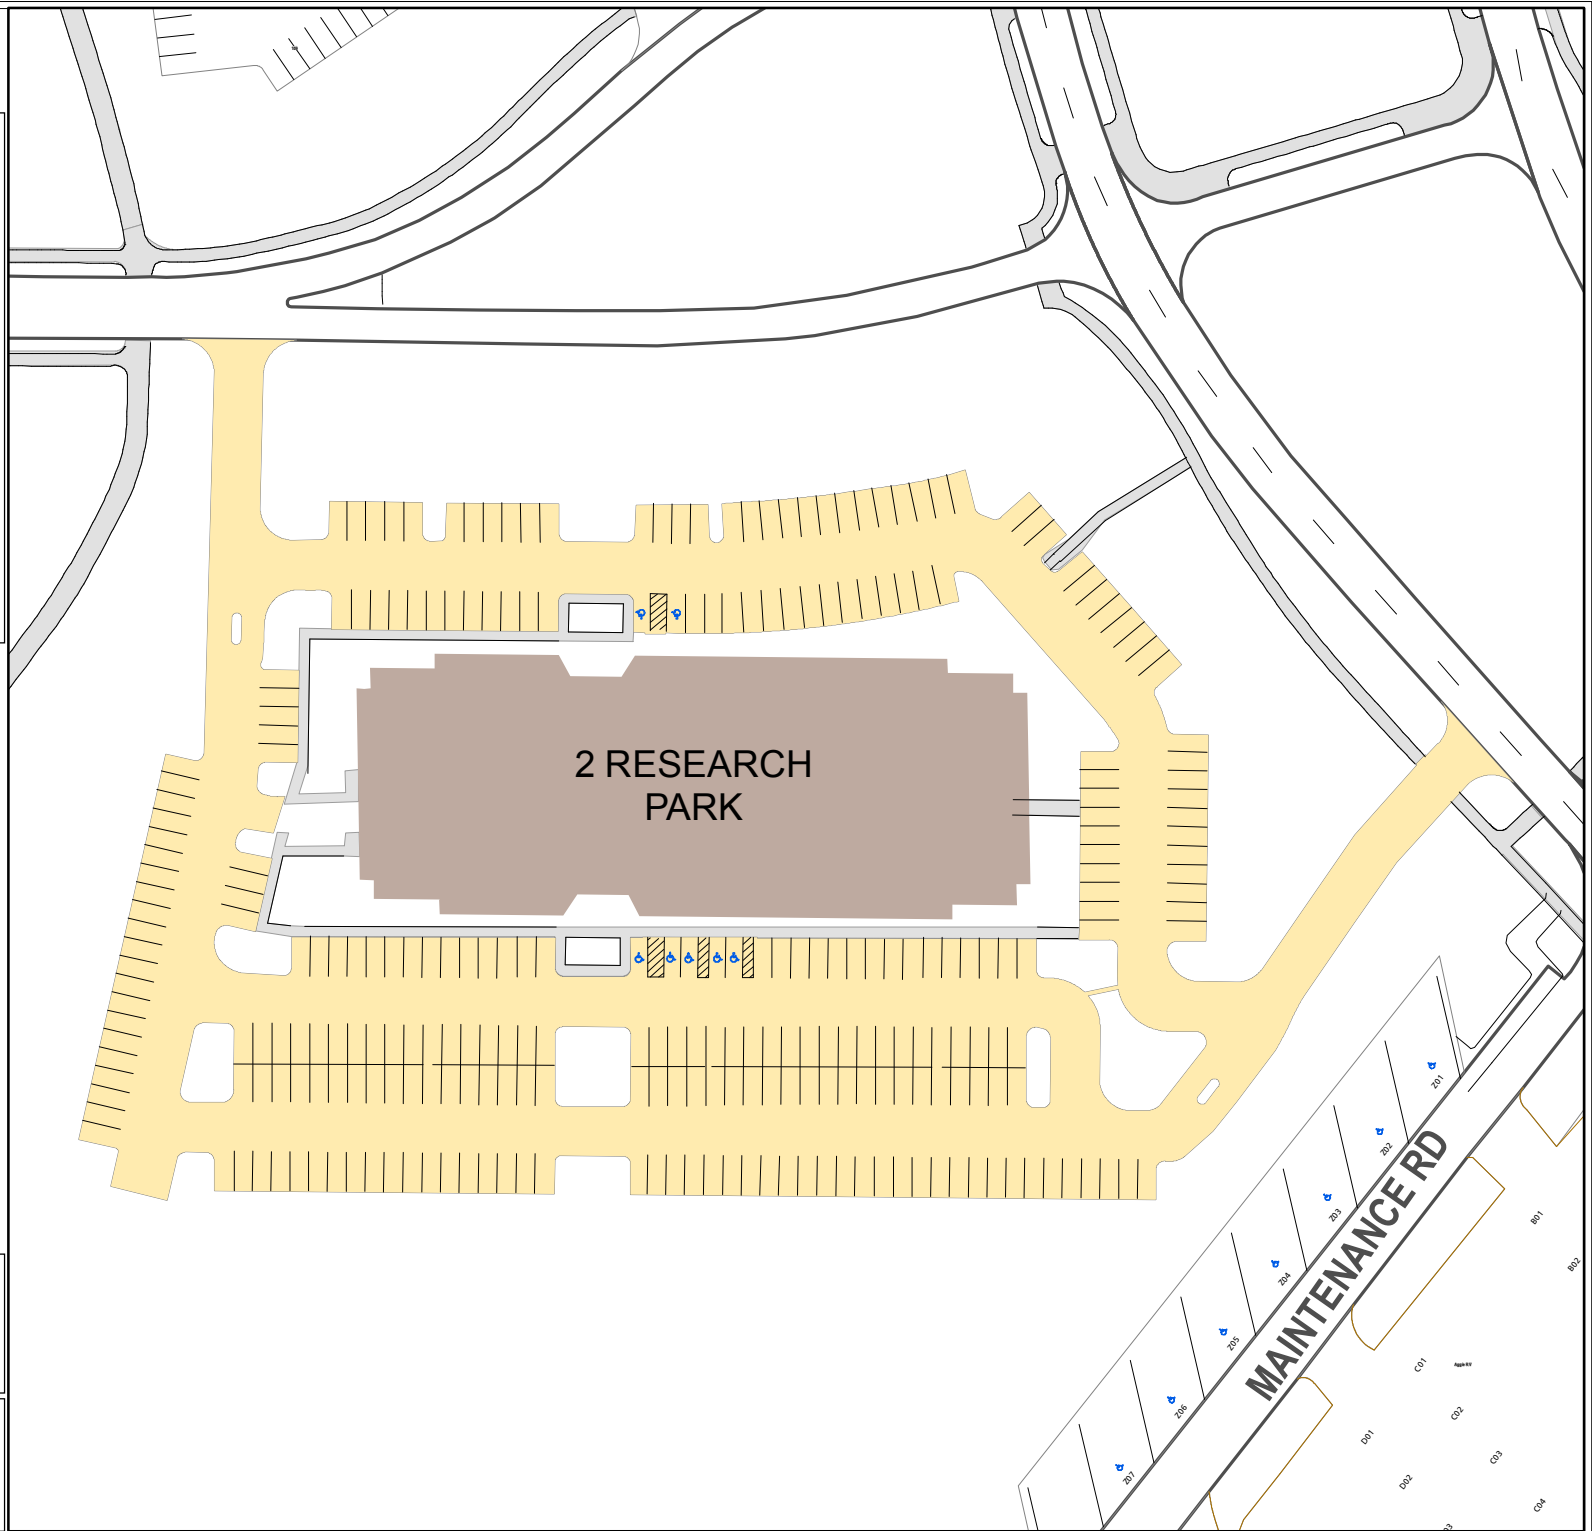 2 RESEARCH
PARK
MAINTENANCE RD
Z01
Z02
Z03
Z04
Z05
Z06
Z07
B01
B02
C01
C02
C03
C04
D01
D02